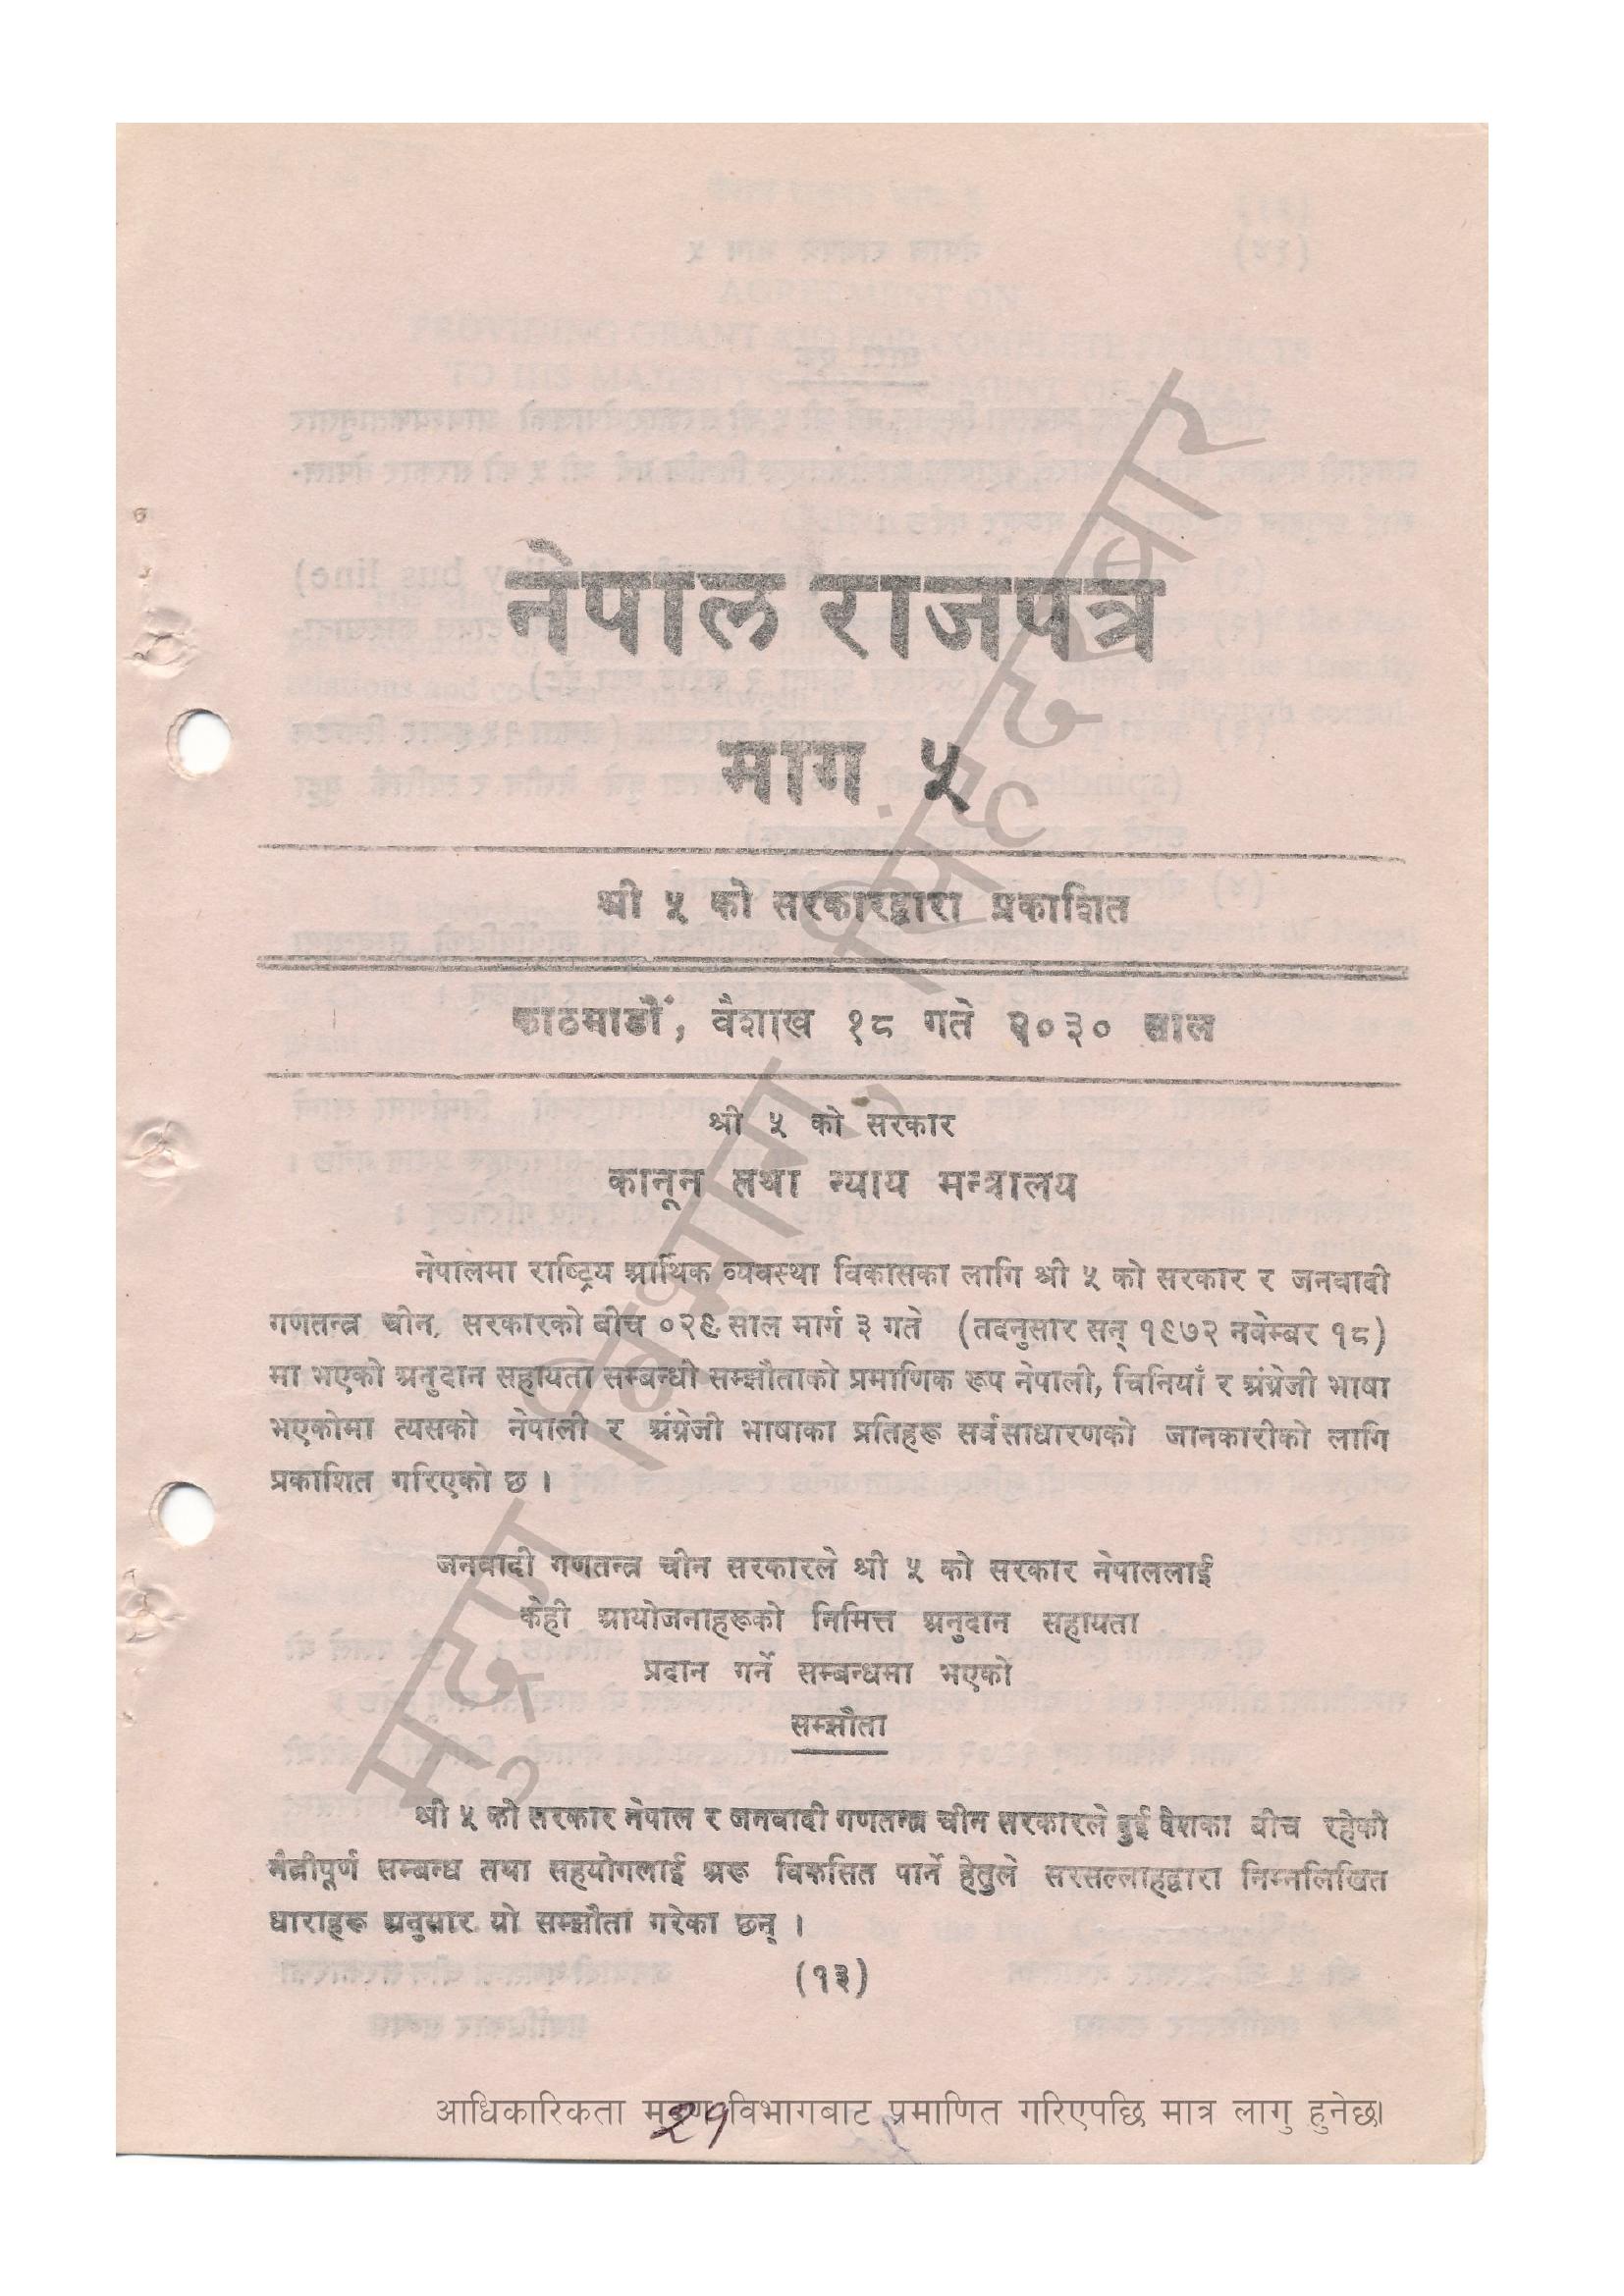 नेपाल राजपत्र
भाग ५
श्री ५ को सरकारद्वारा प्रकाशित
काठमाडौं, वैशाख १८ गते २०३० साल
श्री ५ को सरकार
कानून तथा न्याय मन्त्रालय
नेपालमा राष्ट्रिय आर्थिक व्यवस्था विकासका लागि श्री ५ को सरकार र जनवादी
गणतन्त्र चीन, सरकारको बीच ०२९ साल मार्ग ३ गते (तदनुसार सन् १९७२ नवेम्बर १८)
मा भएको अनुदान सहायता सम्बन्धी सम्झौताको प्रमाणिक रूप नेपाली, चिनियाँ र अंग्रेजी भाषा
भएकोमा त्यसको नेपाली र अंग्रेजी भाषाका प्रतिहरू सर्वसाधारणको जानकारीको लागि
प्रकाशित गरिएको छ ।
जनवादी गणतन्त्र चीन सरकारले श्री ५ को सरकार नेपाललाई
केही आयोजनाहरूको निमित्त अनुदान सहायता
प्रदान गर्ने सम्बन्धमा भएको
सम्झौता
श्री ५ को सरकार नेपाल र जनवादी गणतन्त्र चीन सरकारले दुई देशका बीच रहेको
मैत्रीपूर्ण सम्बन्ध तथा सहयोगलाई अरू विकसित पार्ने हेतुले सरसल्लाहद्वारा निम्नलिखित
धाराहरू अनुसार यो सम्झौता गरेका छन् ।
(१३)
मुद्रण विभाग, सिंहदरबार
आधिकारिकता मुद्रण विभागबाट प्रमाणित गरिएपछि मात्र लागु हुनेछ।
29